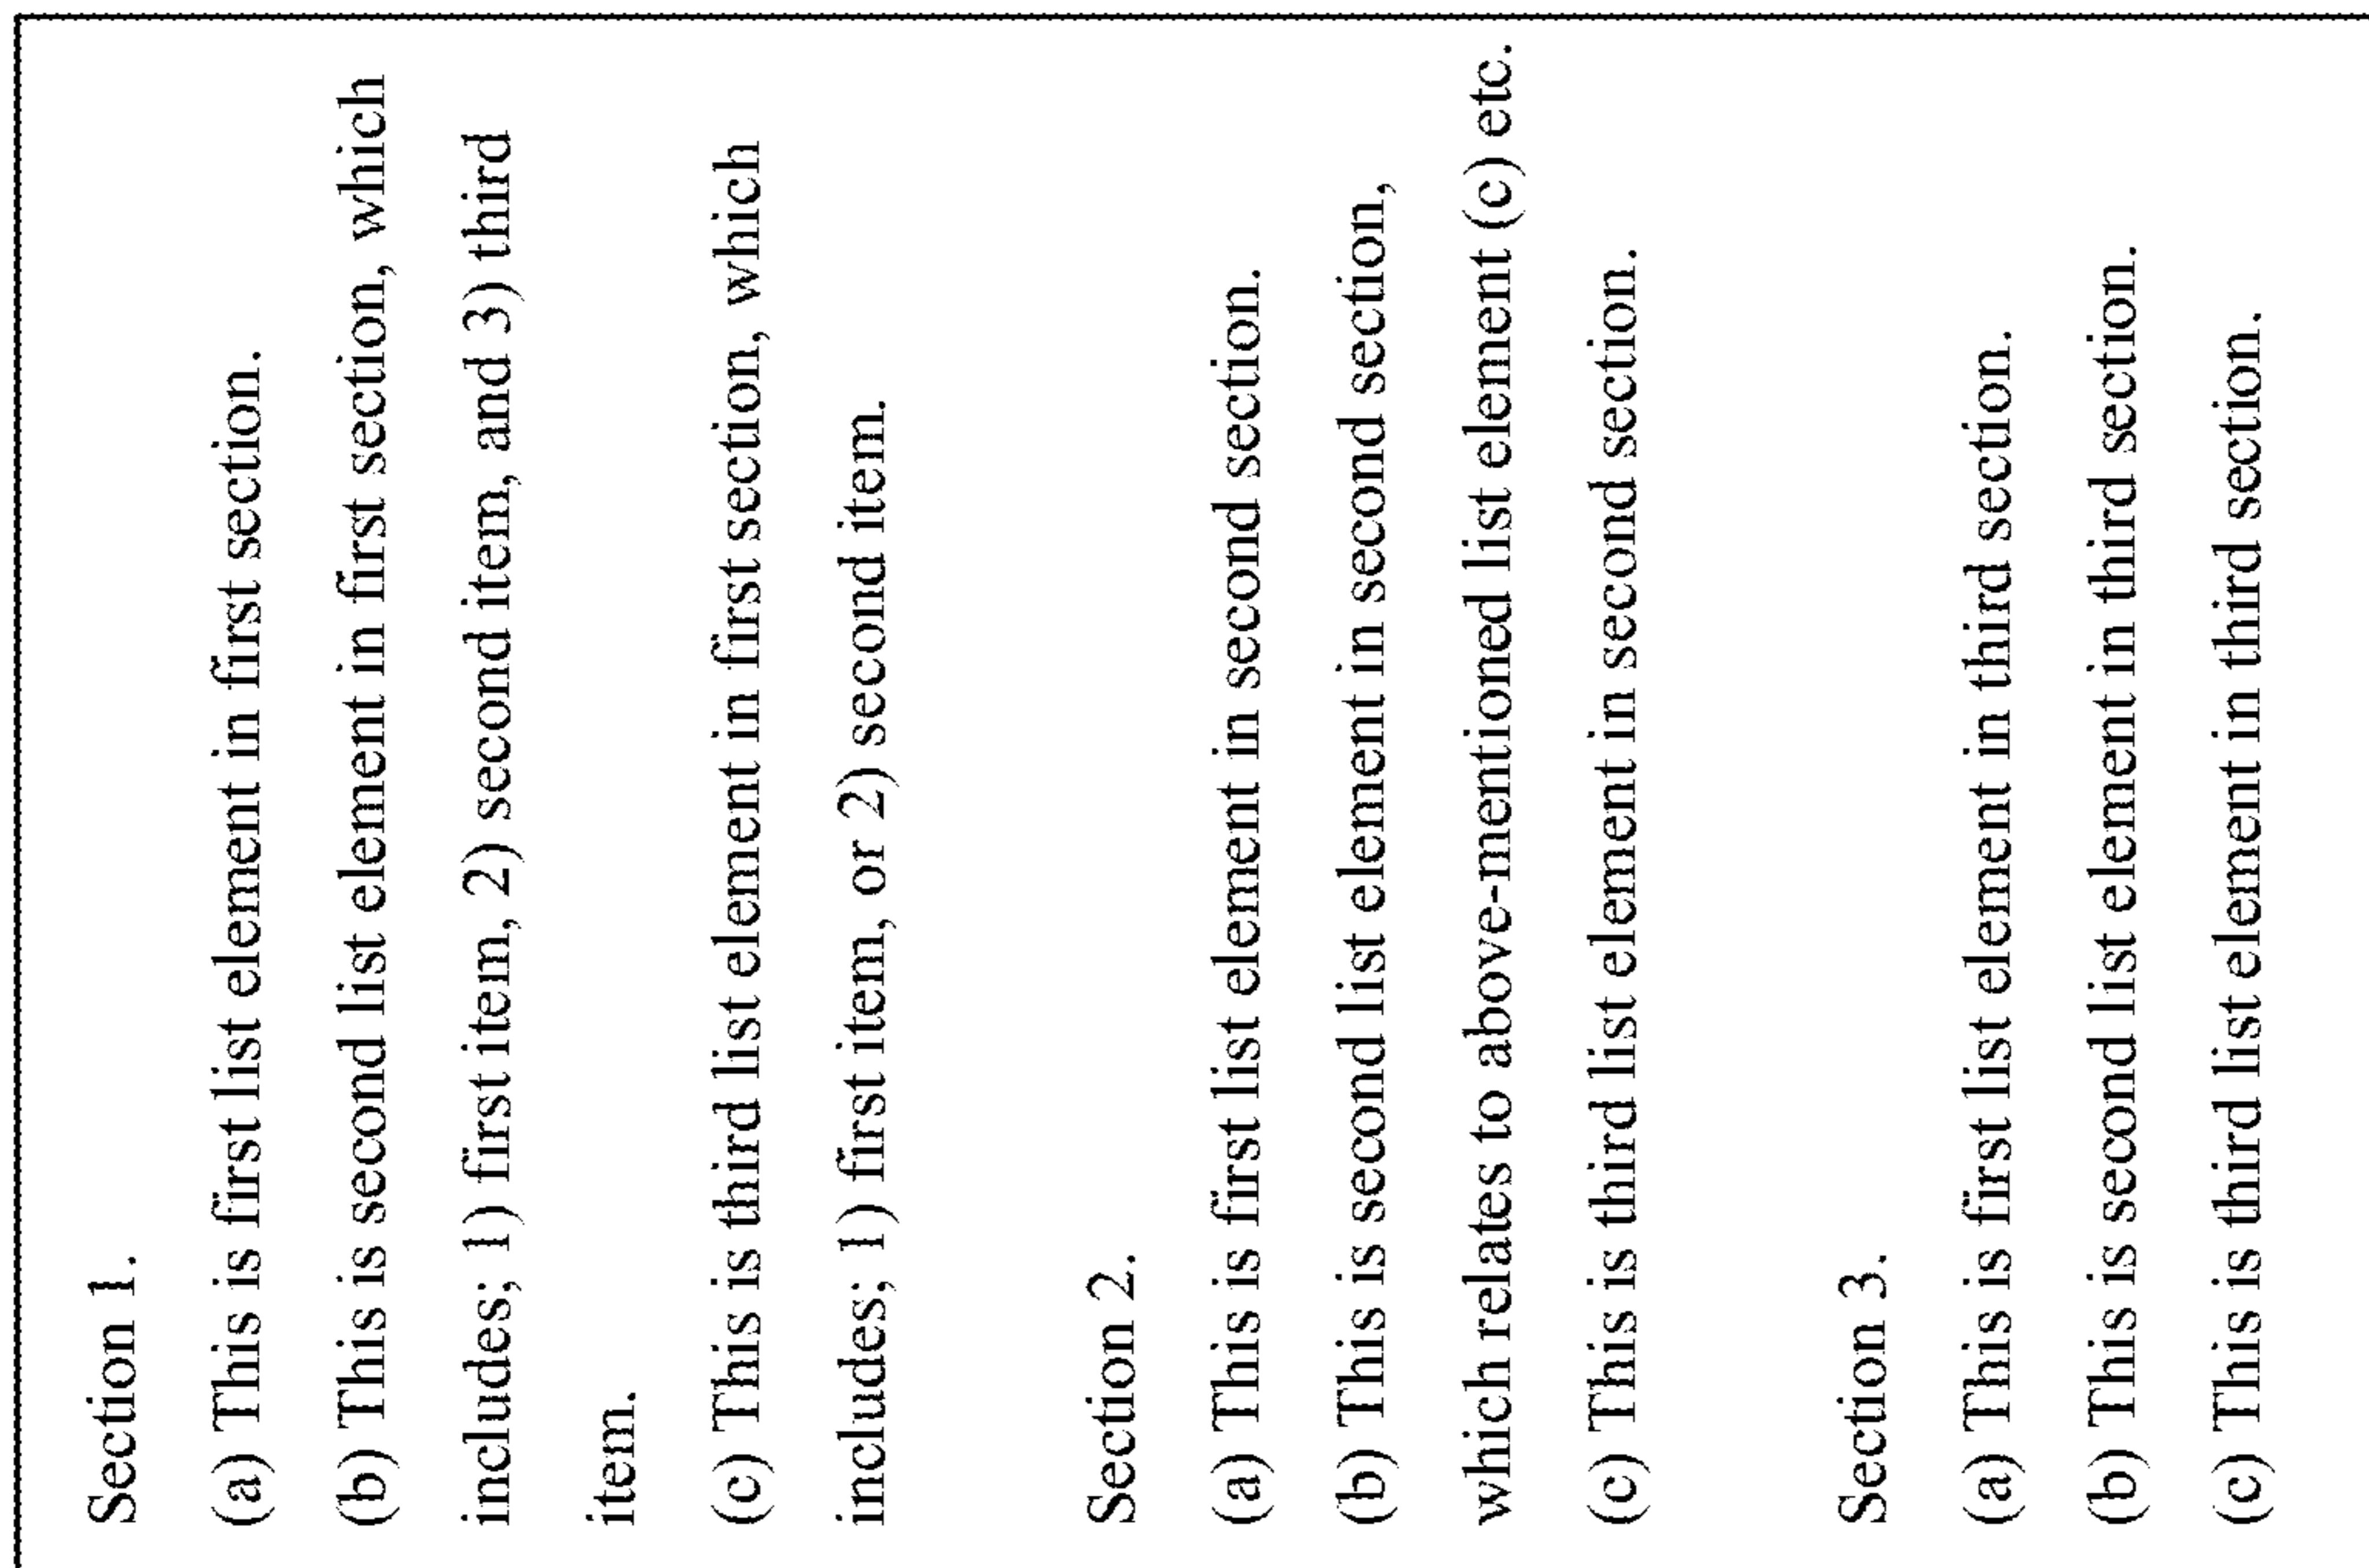 Section 1.
(a) This is first list element in first section.
(b) This is second list element in first section, which
includes; 1) first item, 2) second item, and 3) third
item.
(c) This is third list element in first section, which
includes; 1) first item, or 2) second item.
Section 2.
(a) This is first list element in second section.
(b) This is second list element in second section,
which relates to above-mentioned list element (c) etc.
(c) This is third list element in second section.
Section 3.
(a) This is first list element in third section.
(b) This is second list element in third section.
(c) This is third list element in third section.